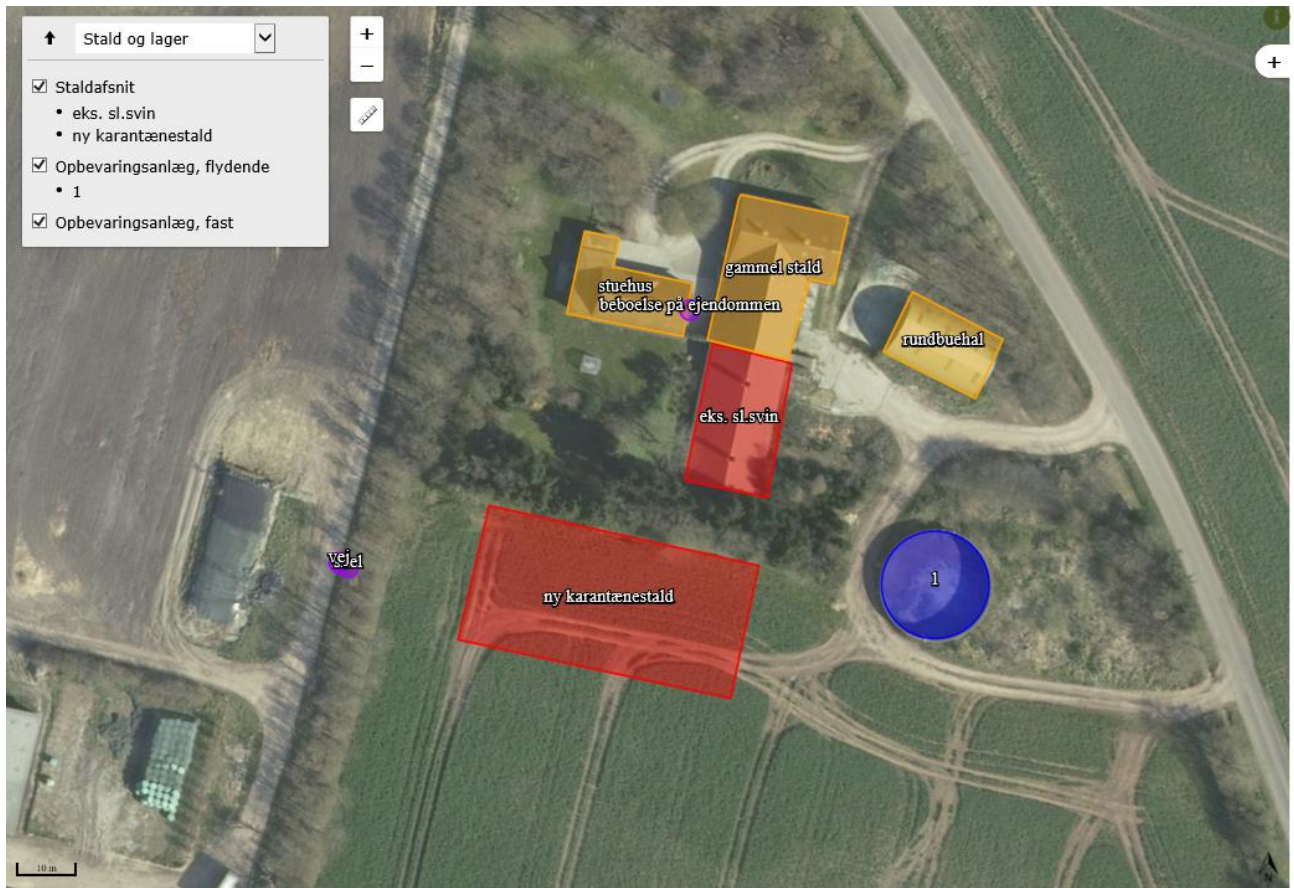 Stald og lager
Staldafsnit
• eks. sl.svin
• ny karantænestald
Opbevaringsanlæg, flydende
• 1
Opbevaringsanlæg, fast
+
−
i
+
gammel stald
stuehus
beboelse på ejendommen
rundbuehal
eks. sl.svin
vej
ny karantænestald
1
10 m
N